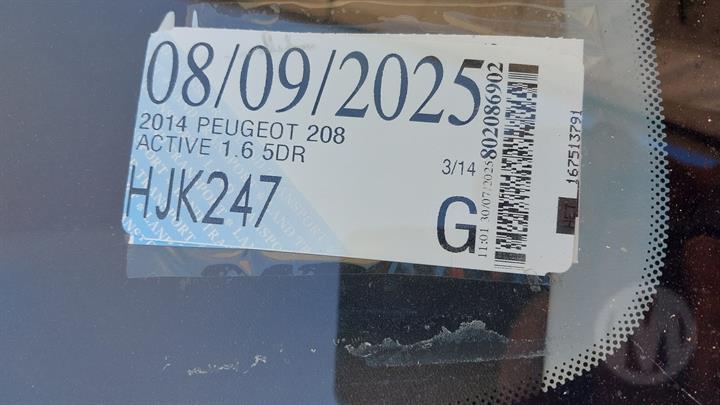 08/09/2025
2014 PEUGEOT 208
ACTIVE 1.6 5DR
3/14
HJK247
G
11:01 30/07/2025
802086902
167513791
M